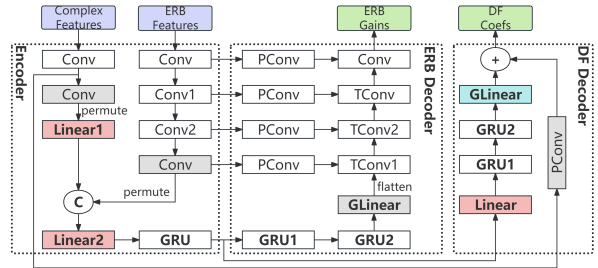 Complex
Features
ERB
Features
ERB
Gains
DF
Coefs
Encoder
Conv
Conv
permute
Linear1
C
Linear2
Conv
Conv1
Conv2
Conv
permute
GRU
ERB Decoder
PConv
Conv
PConv
TConv
PConv
TConv2
PConv
TConv1
flatten
GLinear
GRU1
GRU2
DF Decoder
+
GLinear
GRU2
GRU1
Linear
PConv